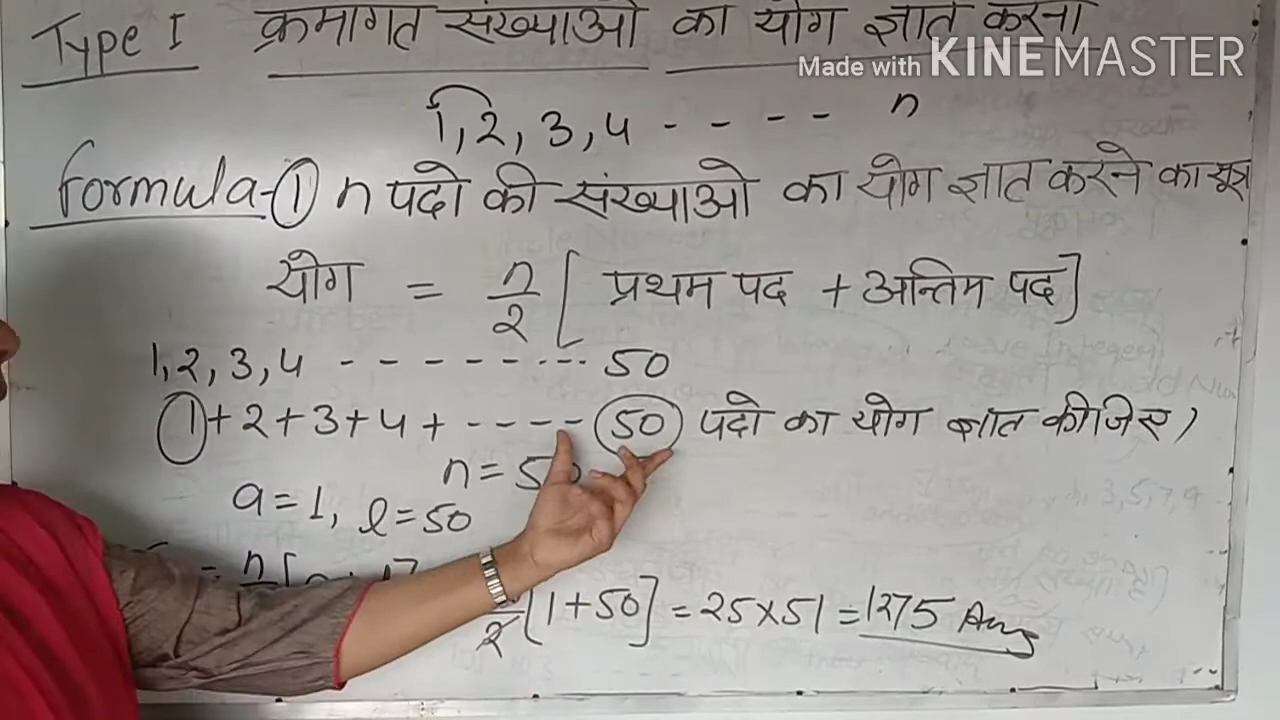 Type I क्रमागत संख्याओ का योग ज्ञात करना
Made with KINEMASTER
1, 2, 3, 4 - - - - n
formula-① n पदो की संख्याओ का योग ज्ञात करने का सूत्र
योग = n/2 [ प्रथम पद + अन्तिम पद ]
1, 2, 3, 4 - - - - - - - - 50
1 + 2 + 3 + 4 + - - - - 50 पदो का योग ज्ञात कीजिए ।
n = 50
a = 1, l = 50
= n
2 [1+50] = 25×51 = 1275 Ans